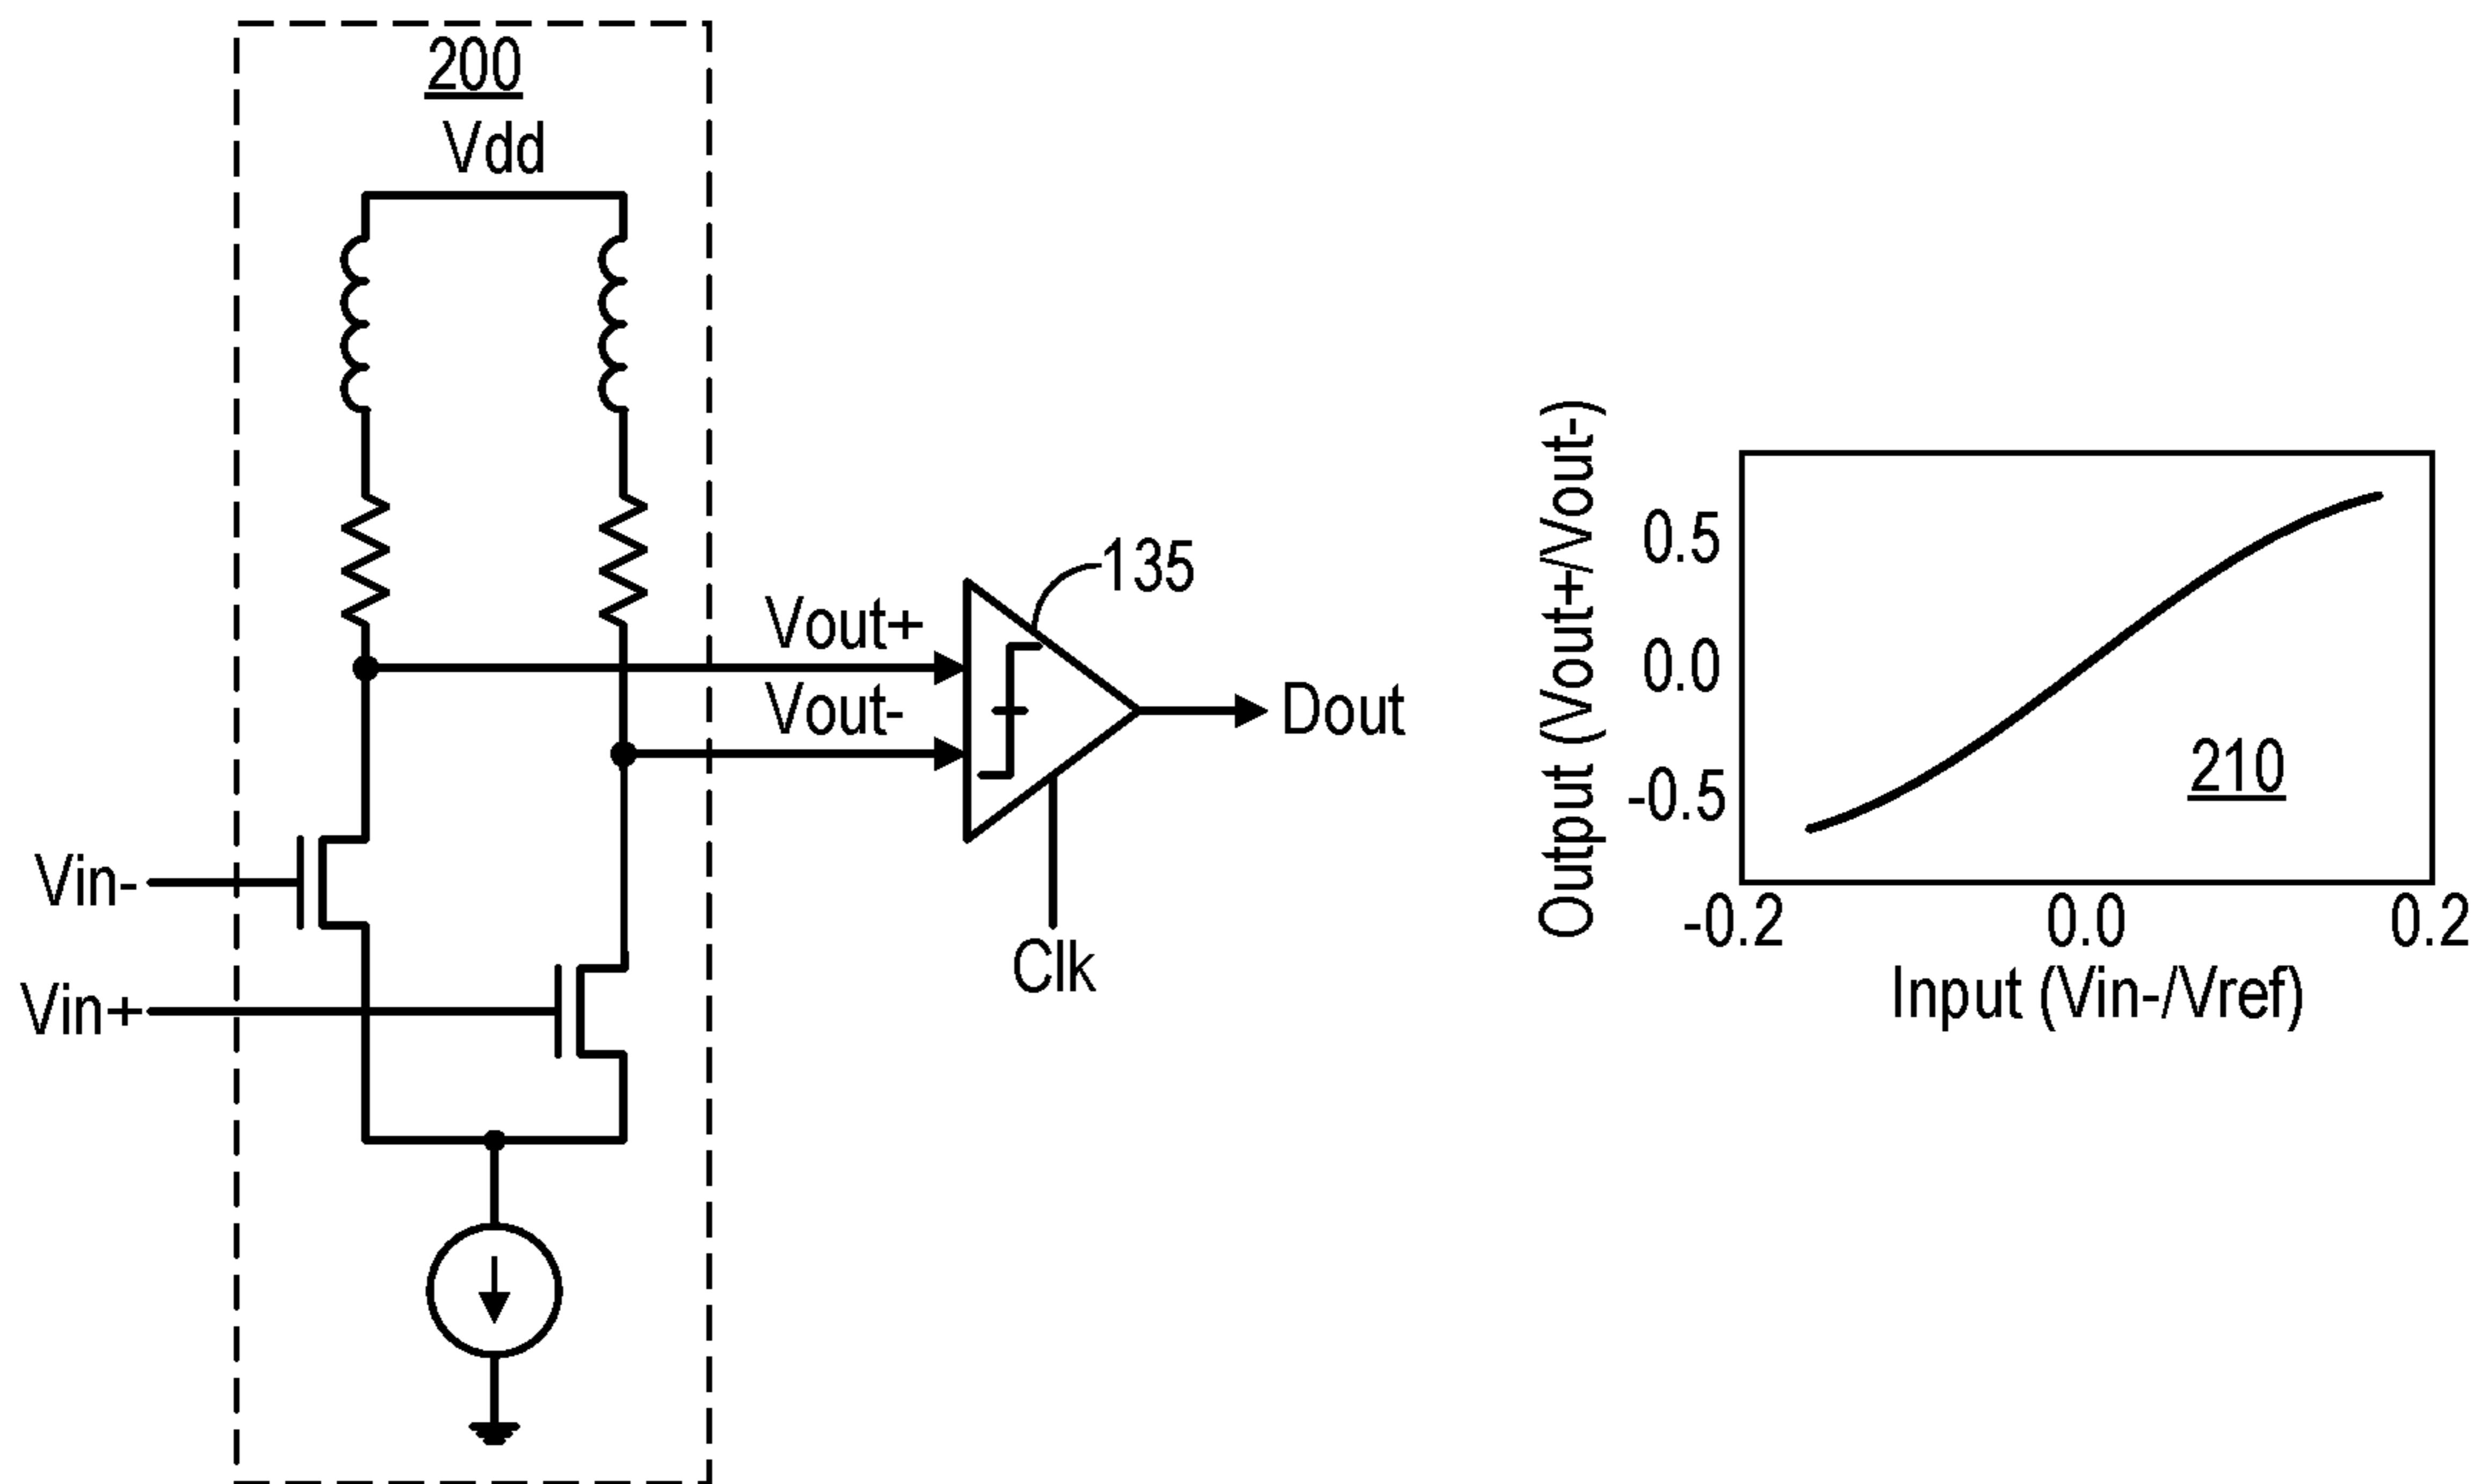 200
Vdd
Vout+
Vout-
135
Dout
Clk
Vin-
Vin+
Output (Vout+/Vout-)
0.5
0.0
-0.5
210
-0.2
0.0
0.2
Input (Vin-/Vref)